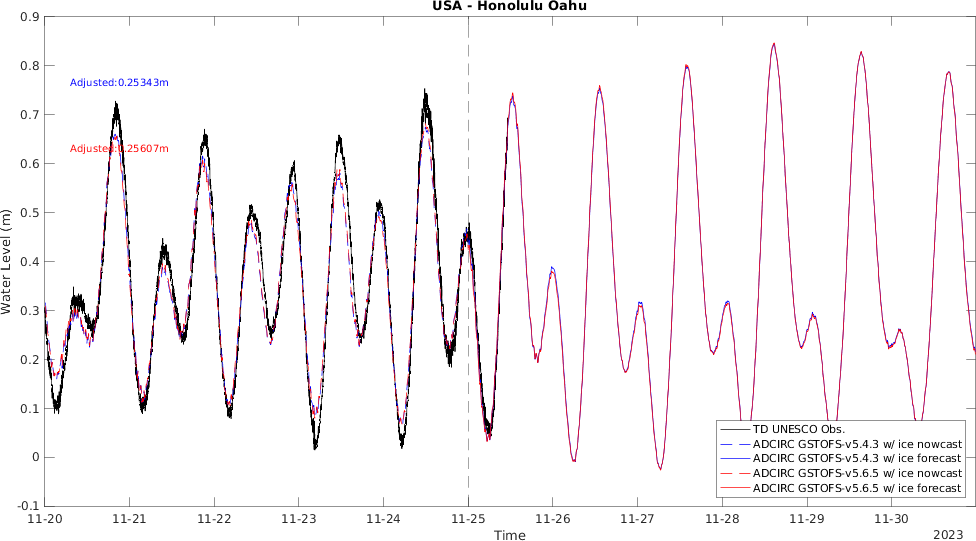 USA - Honolulu Oahu
0.9
0.8
0.7
0.6
0.5
0.4
0.3
0.2
0.1
0
-0.1
Water Level (m)
Adjusted:0.25343m
Adjusted:0.25607m
TD UNESCO Obs.
ADCIRC GSTOFS-v5.4.3 w/ ice nowcast
ADCIRC GSTOFS-v5.4.3 w/ ice forecast
ADCIRC GSTOFS-v5.6.5 w/ ice nowcast
ADCIRC GSTOFS-v5.6.5 w/ ice forecast
11-20 11-21 11-22 11-23 11-24 11-25 11-26 11-27 11-28 11-29 11-30
Time
2023